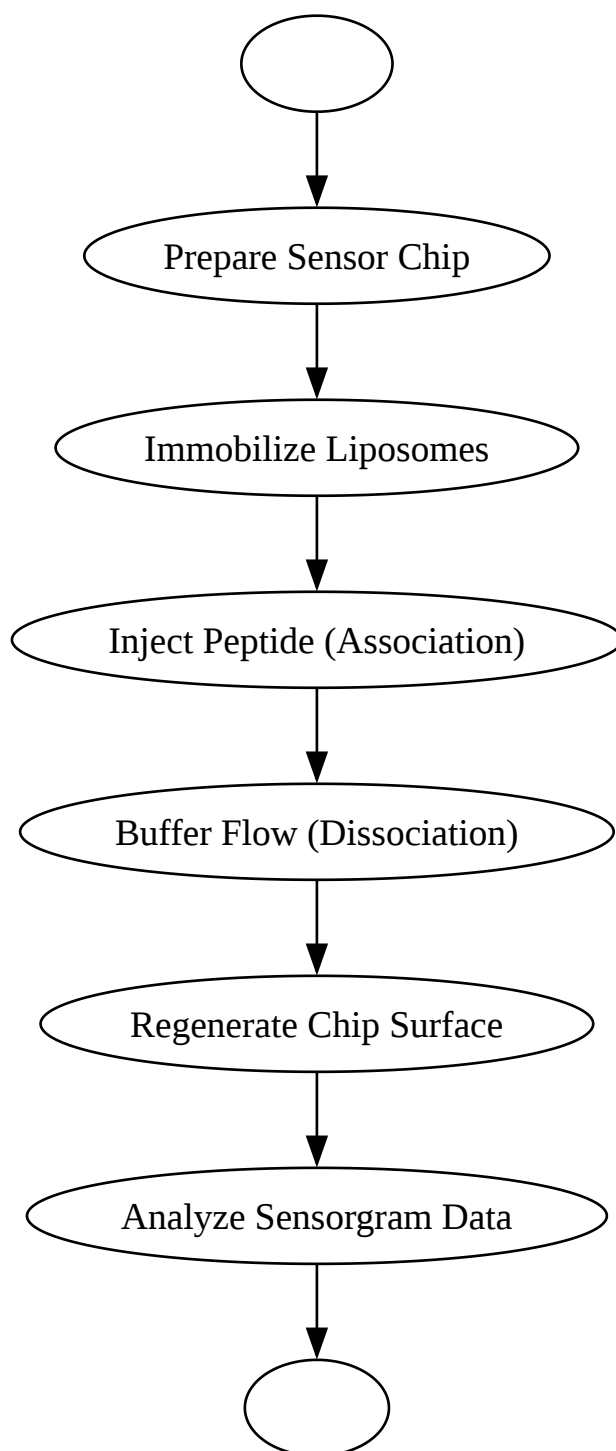 Prepare Sensor Chip
Immobilize Liposomes
Inject Peptide (Association)
Buffer Flow (Dissociation)
Regenerate Chip Surface
Analyze Sensorgram Data